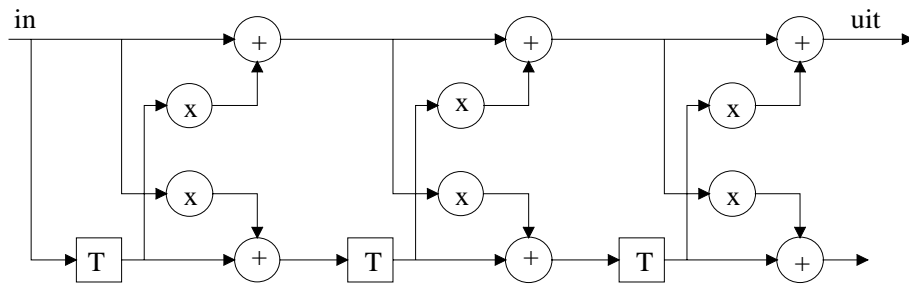 in uit
+ + +
x x x
x x x
T + T + T +